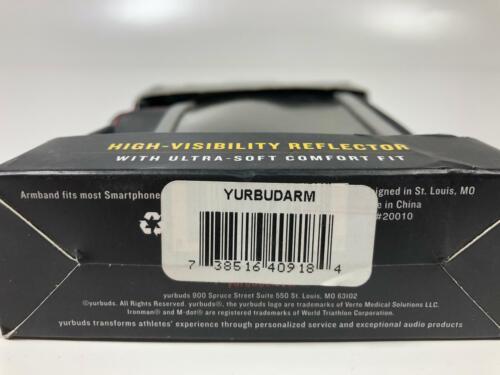 HIGH-VISIBILITY REFLECTOR
WITH ULTRA-SOFT COMFORT FIT
Armband fits most Smartphone
YURBUDARM
signed in St. Louis, MO
in China
#20010
7 38516 40918 4
yurbuds 900 Spruce Street Suite 550 St. Louis, MO 63102
©yurbuds. All Rights Reserved. yurbuds®, the yurbuds logo are trademarks of Verto Medical Solutions LLC.
Ironman® and M-dot® are registered trademarks of World Triathlon Corporation.
yurbuds transforms athletes' experience through personalized service and exceptional audio products